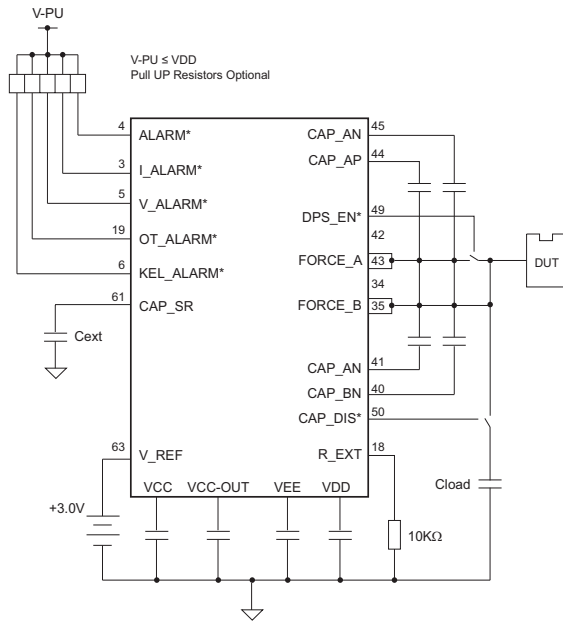 V-PU
V-PU ≤ VDD
Pull UP Resistors Optional
4 ALARM*
3 I_ALARM*
5 V_ALARM*
19 OT_ALARM*
6 KEL_ALARM*
61 CAP_SR
Cext
63 V_REF
+3.0V
CAP_AN 45
CAP_AP 44
DPS_EN* 49
42
FORCE_A 43
DUT
34
FORCE_B 35
CAP_AN 41
CAP_BN 40
CAP_DIS* 50
R_EXT 18
Cload
VCC VCC-OUT VEE VDD
10KΩ